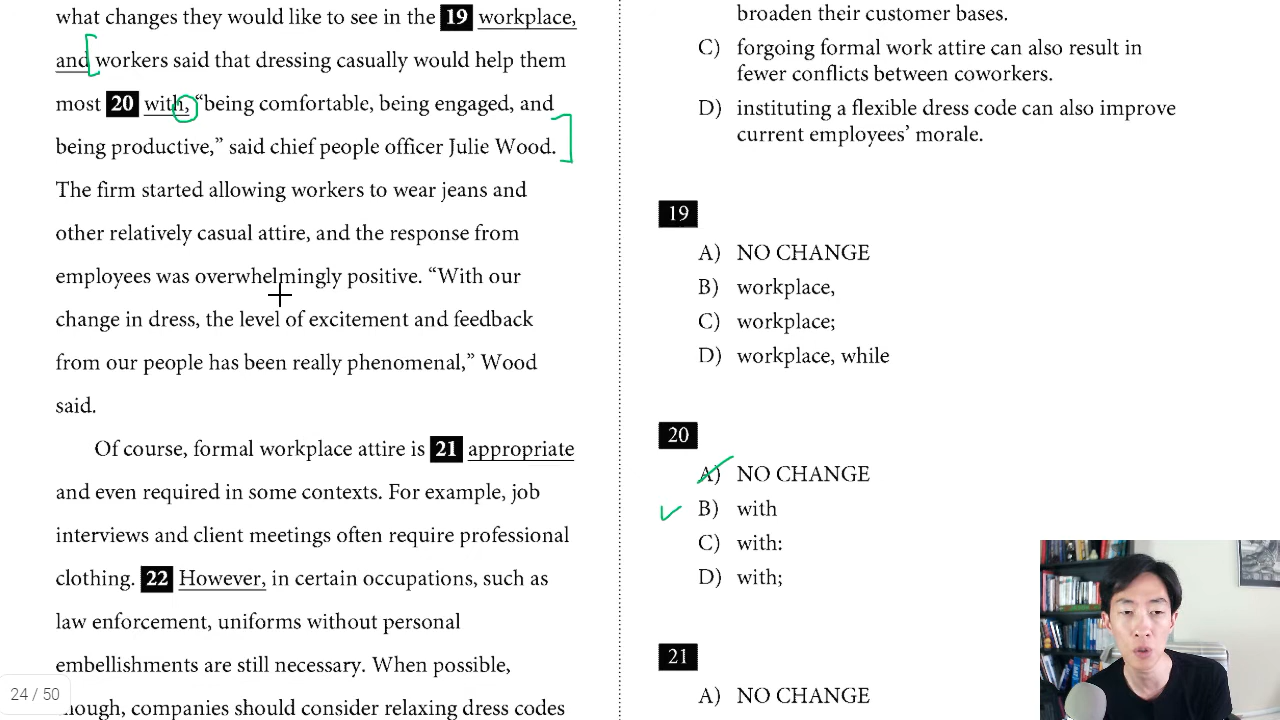 what changes they would like to see in the 19 workplace,
and workers said that dressing casually would help them
most 20 with, “being comfortable, being engaged, and
being productive,” said chief people officer Julie Wood.
The firm started allowing workers to wear jeans and
other relatively casual attire, and the response from
employees was overwhelmingly positive. “With our
change in dress, the level of excitement and feedback
from our people has been really phenomenal,” Wood
said.
Of course, formal workplace attire is 21 appropriate
and even required in some contexts. For example, job
interviews and client meetings often require professional
clothing. 22 However, in certain occupations, such as
law enforcement, uniforms without personal
embellishments are still necessary. When possible,
though, companies should consider relaxing dress codes
24 / 50
broaden their customer bases.
C) forgoing formal work attire can also result in
fewer conflicts between coworkers.
D) instituting a flexible dress code can also improve
current employees’ morale.
19
A) NO CHANGE
B) workplace,
C) workplace;
D) workplace, while
20
A) NO CHANGE
B) with
C) with:
D) with;
21
A) NO CHANGE